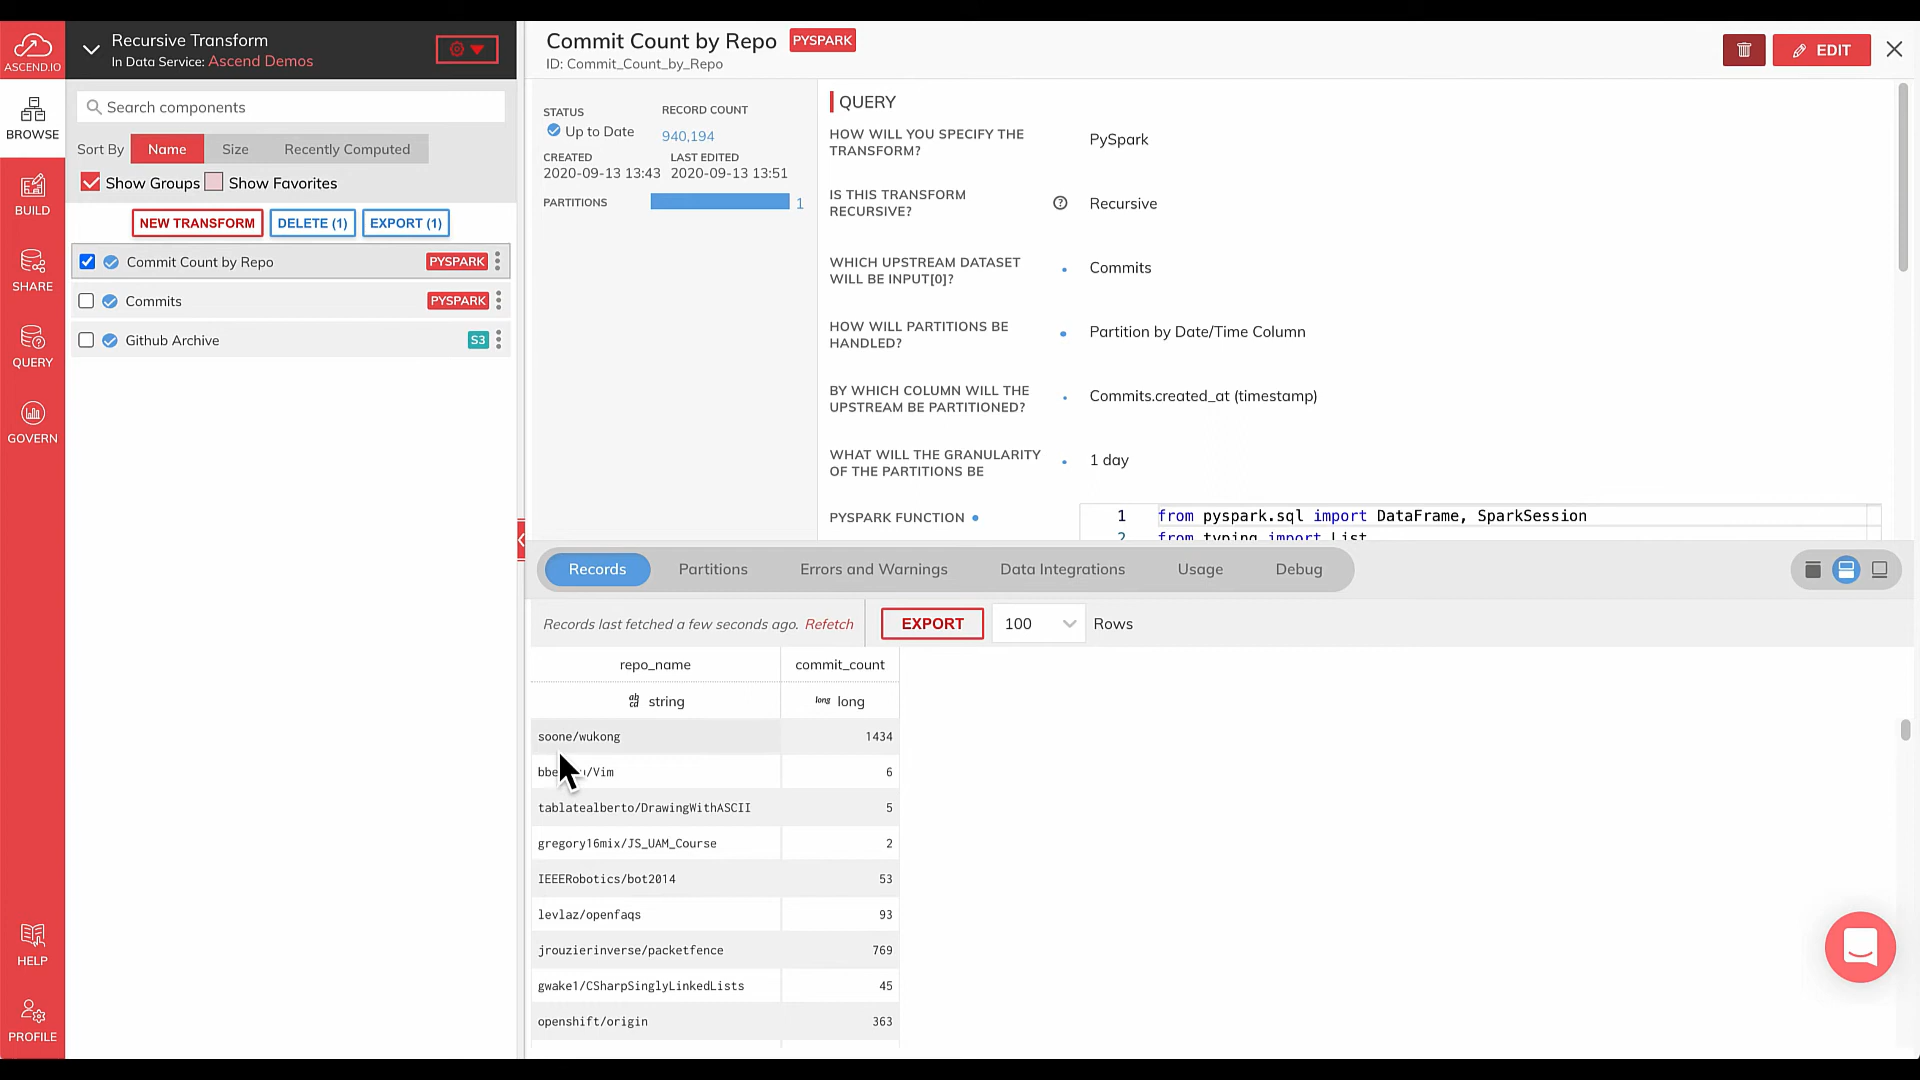 ASCEND.IO
Recursive Transform
In Data Service: Ascend Demos
BROWSE
BUILD
SHARE
QUERY
GOVERN
HELP
PROFILE
Search components
Sort By Name Size Recently Computed
Show Groups Show Favorites
NEW TRANSFORM DELETE (1) EXPORT (1)
Commit Count by Repo PYSPARK
Commits PYSPARK
Github Archive S3
Commit Count by Repo PYSPARK
ID: Commit_Count_by_Repo
EDIT
STATUS
Up to Date
RECORD COUNT
940,194
CREATED
2020-09-13 13:43
LAST EDITED
2020-09-13 13:51
PARTITIONS 1
QUERY
HOW WILL YOU SPECIFY THE
TRANSFORM?
PySpark
IS THIS TRANSFORM
RECURSIVE?
Recursive
WHICH UPSTREAM DATASET
WILL BE INPUT[0]?
Commits
HOW WILL PARTITIONS BE
HANDLED?
Partition by Date/Time Column
BY WHICH COLUMN WILL THE
UPSTREAM BE PARTITIONED?
Commits.created_at (timestamp)
WHAT WILL THE GRANULARITY
OF THE PARTITIONS BE
1 day
PYSPARK FUNCTION
1 from pyspark.sql import DataFrame, SparkSession
2 from typing import List
Records Partitions Errors and Warnings Data Integrations Usage Debug
Records last fetched a few seconds ago. Refetch EXPORT 100 Rows
repo_name commit_count
ab cd string long long
soone/wukong 1434
/Vim 6
tablatealberto/DrawingWithASCII 5
gregory16mix/JS_UAM_Course 2
IEEERobotics/bot2014 53
levlaz/openfaqs 93
jrouzierinverse/packetfence 769
gwake1/CSharpSinglyLinkedLists 45
openshift/origin 363